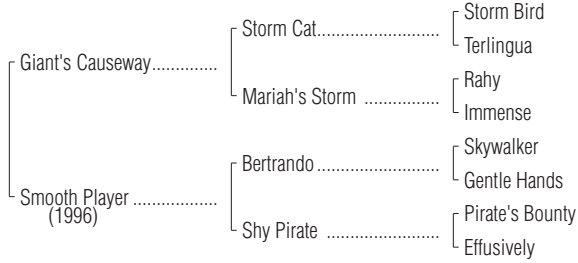 Storm Bird
Storm Cat..............................
Terlingua
Giant's Causeway................
Rahy
Mariah's Storm ..................
Immense
Skywalker
Bertrando..............................
Gentle Hands
Smooth Player .....................
(1996)
Pirate's Bounty
Shy Pirate ...........................
Effusively